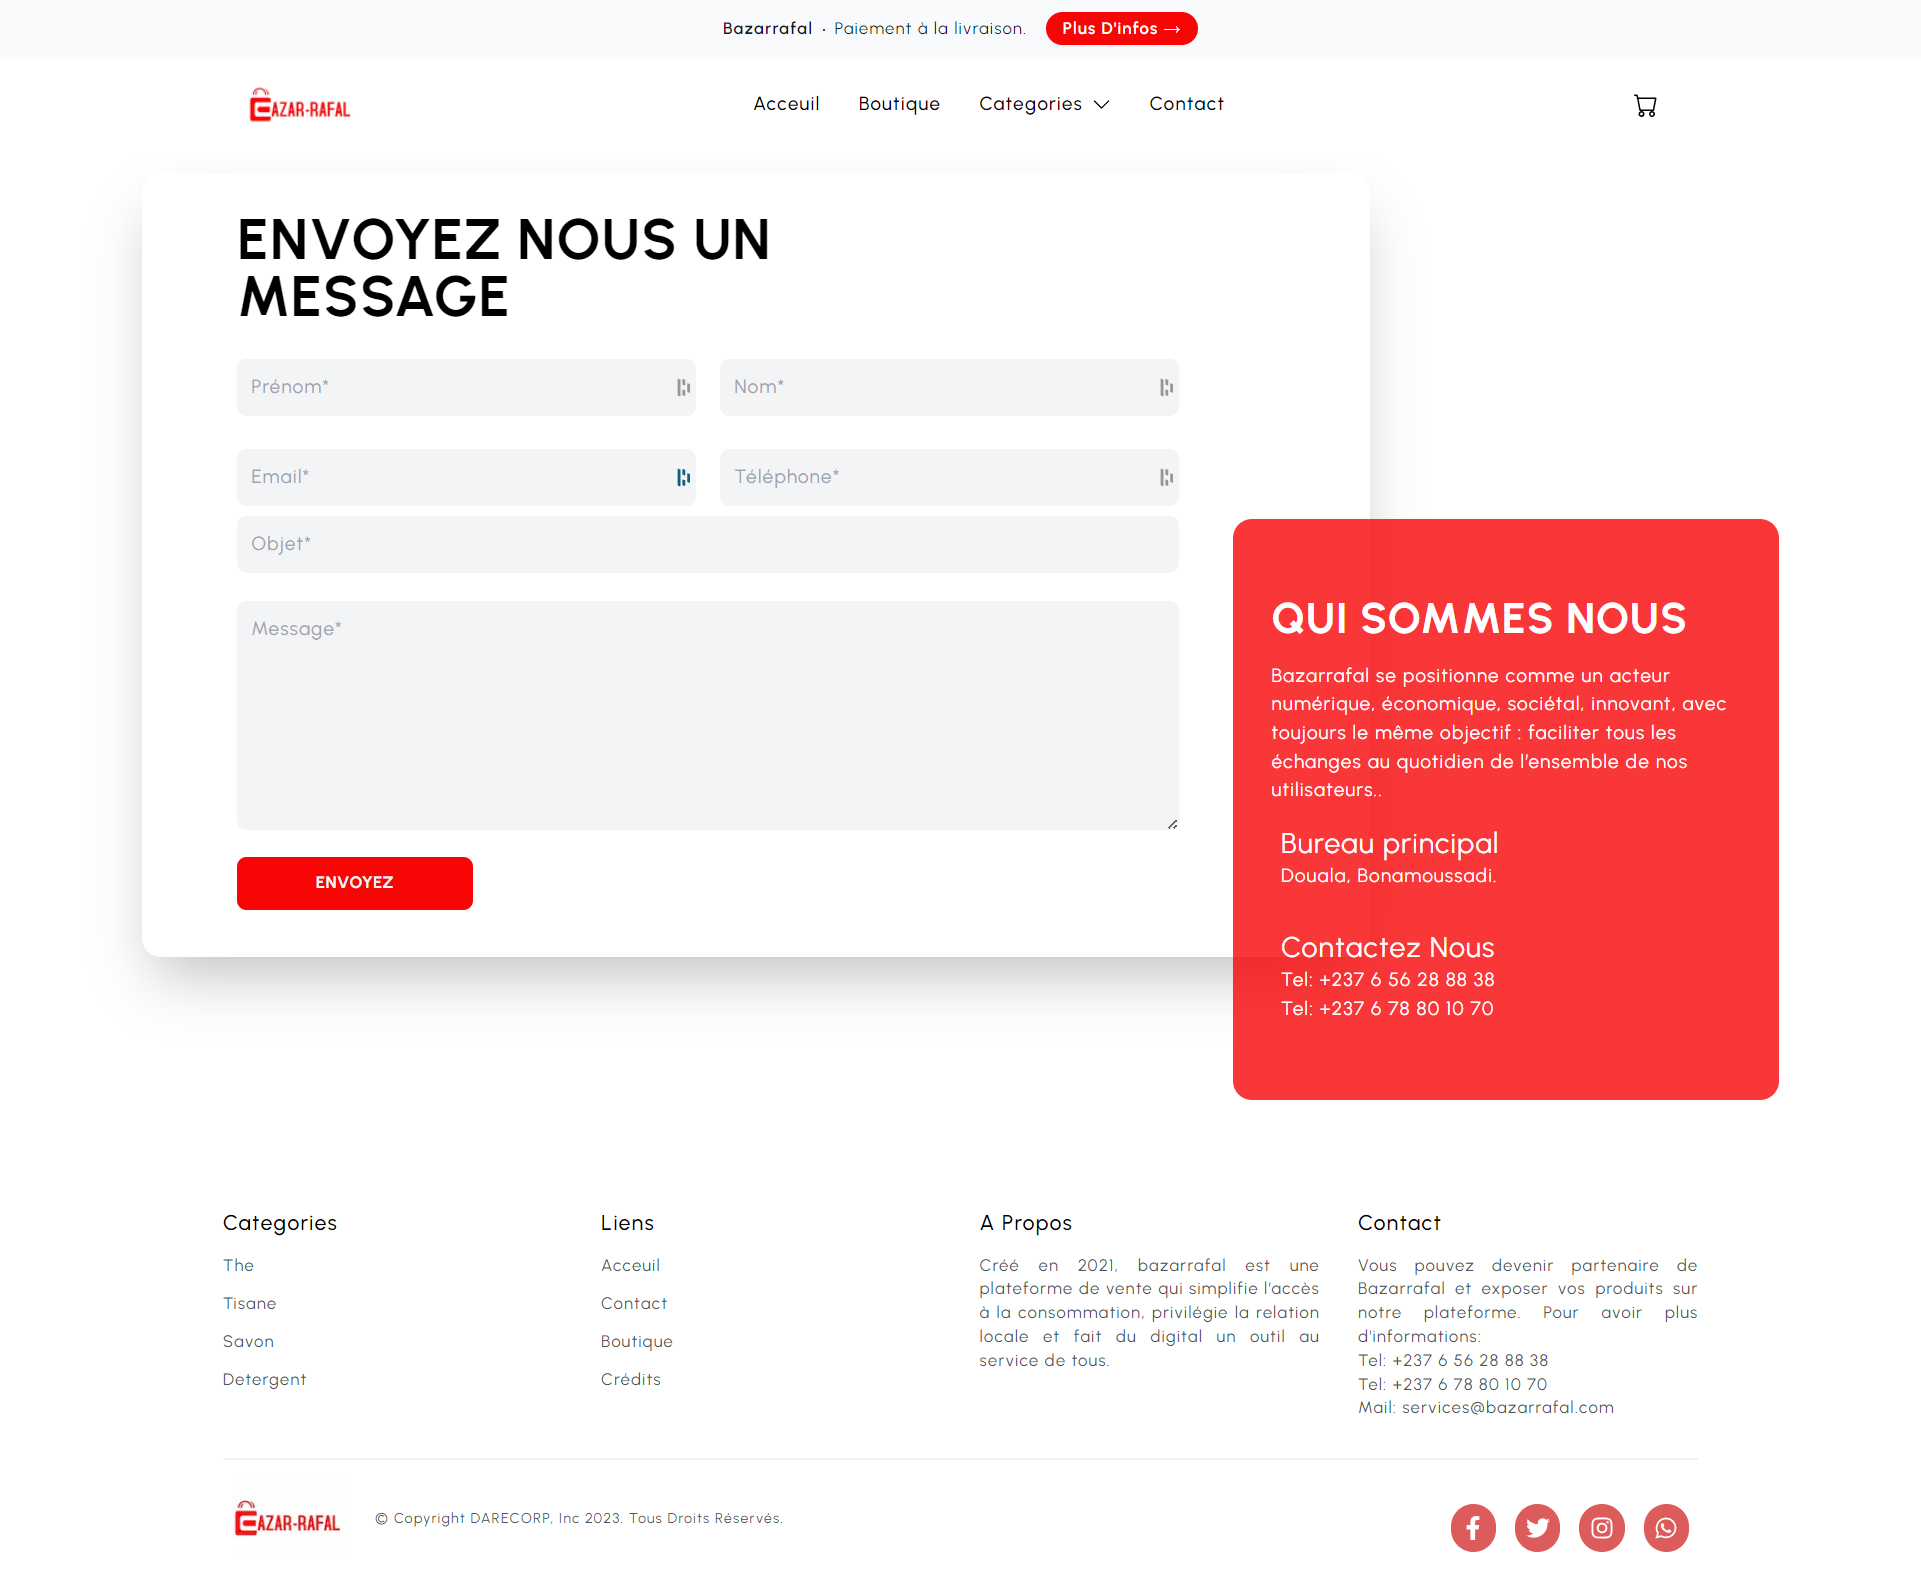 Bazarrafal · Paiement à la livraison. Plus D'infos →
BAZAR-RAFAL
Acceuil Boutique Categories Contact
ENVOYEZ NOUS UN
MESSAGE
Prénom* Nom*
Email* Téléphone*
Objet*
Message*
ENVOYEZ
QUI SOMMES NOUS
Bazarrafal se positionne comme un acteur
numérique, économique, sociétal, innovant, avec
toujours le même objectif : faciliter tous les
échanges au quotidien de l'ensemble de nos
utilisateurs..
Bureau principal
Douala, Bonamoussadi.
Contactez Nous
Tel: +237 6 56 28 88 38
Tel: +237 6 78 80 10 70
Categories
The
Tisane
Savon
Detergent
Liens
Acceuil
Contact
Boutique
Crédits
A Propos
Créé en 2021, bazarrafal est une
plateforme de vente qui simplifie l'accès
à la consommation, privilégie la relation
locale et fait du digital un outil au
service de tous.
Contact
Vous pouvez devenir partenaire de
Bazarrafal et exposer vos produits sur
notre plateforme. Pour avoir plus
d'informations:
Tel: +237 6 56 28 88 38
Tel: +237 6 78 80 10 70
Mail: services@bazarrafal.com
BAZAR-RAFAL
© Copyright DARECORP, Inc 2023. Tous Droits Réservés.